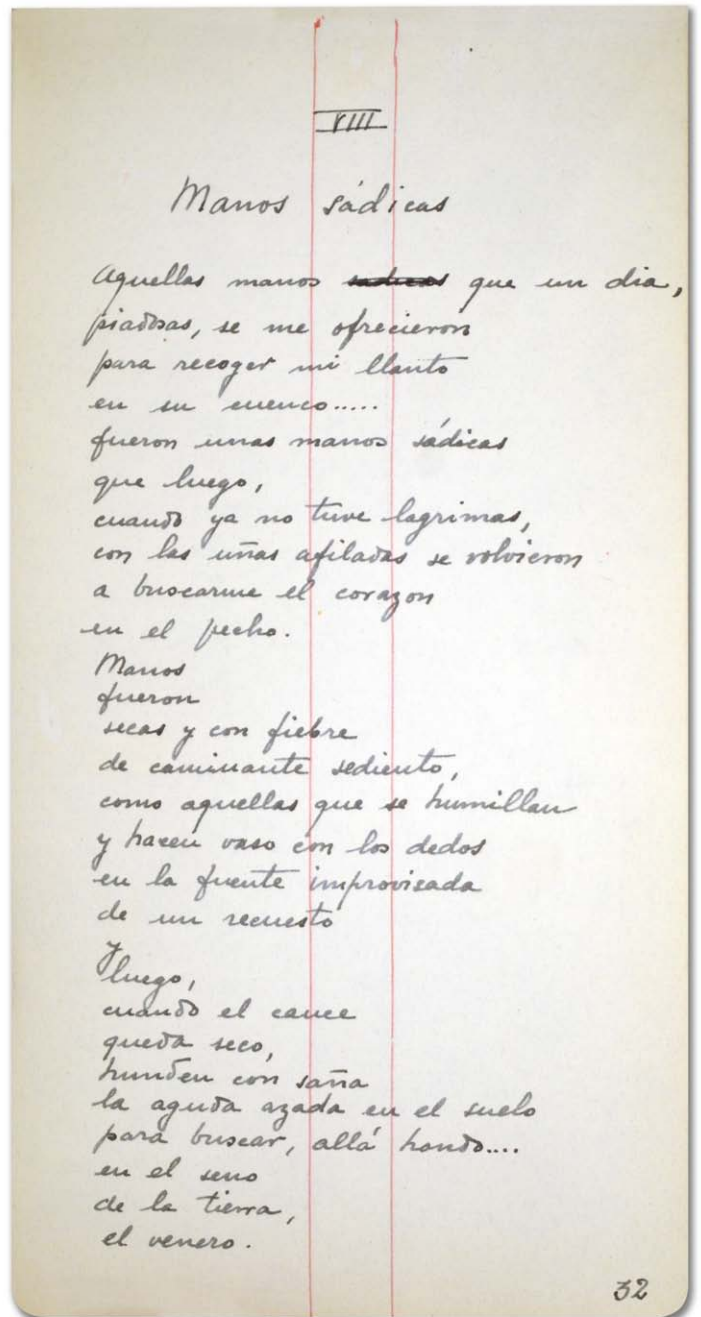 VIII
Manos sádicas
Aquellas manos sadicas que un dia,
piadosas, se me ofrecieron
para recoger mi llanto
en su cuenco.....
fueron unas manos sádicas
que luego,
cuando ya no tuve lagrimas,
con las uñas afiladas se volvieron
a buscarme el corazon
en el pecho.
Manos
fueron
secas y con fiebre
de caminante sediento,
como aquellas que se humillan
y hacen vaso con los dedos
en la fuente improvisada
de un recuesto
y
luego,
cuando el cauce
queda seco,
hunden con saña
la aguda azada en el suelo
para buscar, allá hondo....
en el seno
de la tierra,
el venero.
32